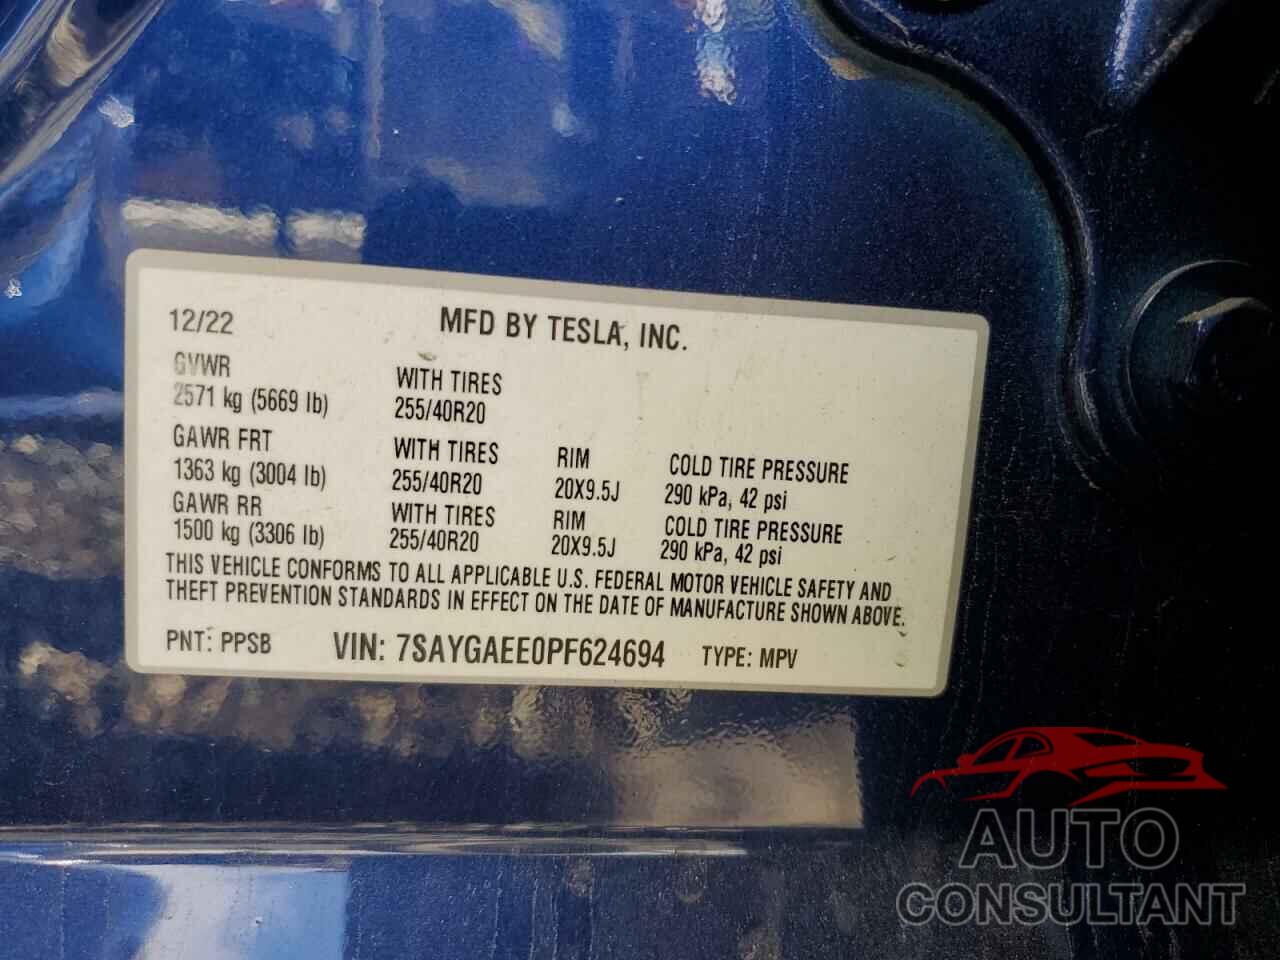 12/22 MFD BY TESLA, INC.
GVWR WITH TIRES
2571 kg (5669 lb) 255/40R20
GAWR FRT WITH TIRES RIM COLD TIRE PRESSURE
1363 kg (3004 lb) 255/40R20 20X9.5J 290 kPa, 42 psi
GAWR RR WITH TIRES RIM COLD TIRE PRESSURE
1500 kg (3306 lb) 255/40R20 20X9.5J 290 kPa, 42 psi
THIS VEHICLE CONFORMS TO ALL APPLICABLE U.S. FEDERAL MOTOR VEHICLE SAFETY AND
THEFT PREVENTION STANDARDS IN EFFECT ON THE DATE OF MANUFACTURE SHOWN ABOVE.
PNT: PPSB VIN: 7SAYGAEE0PF624694 TYPE: MPV
AUTO
CONSULTANT